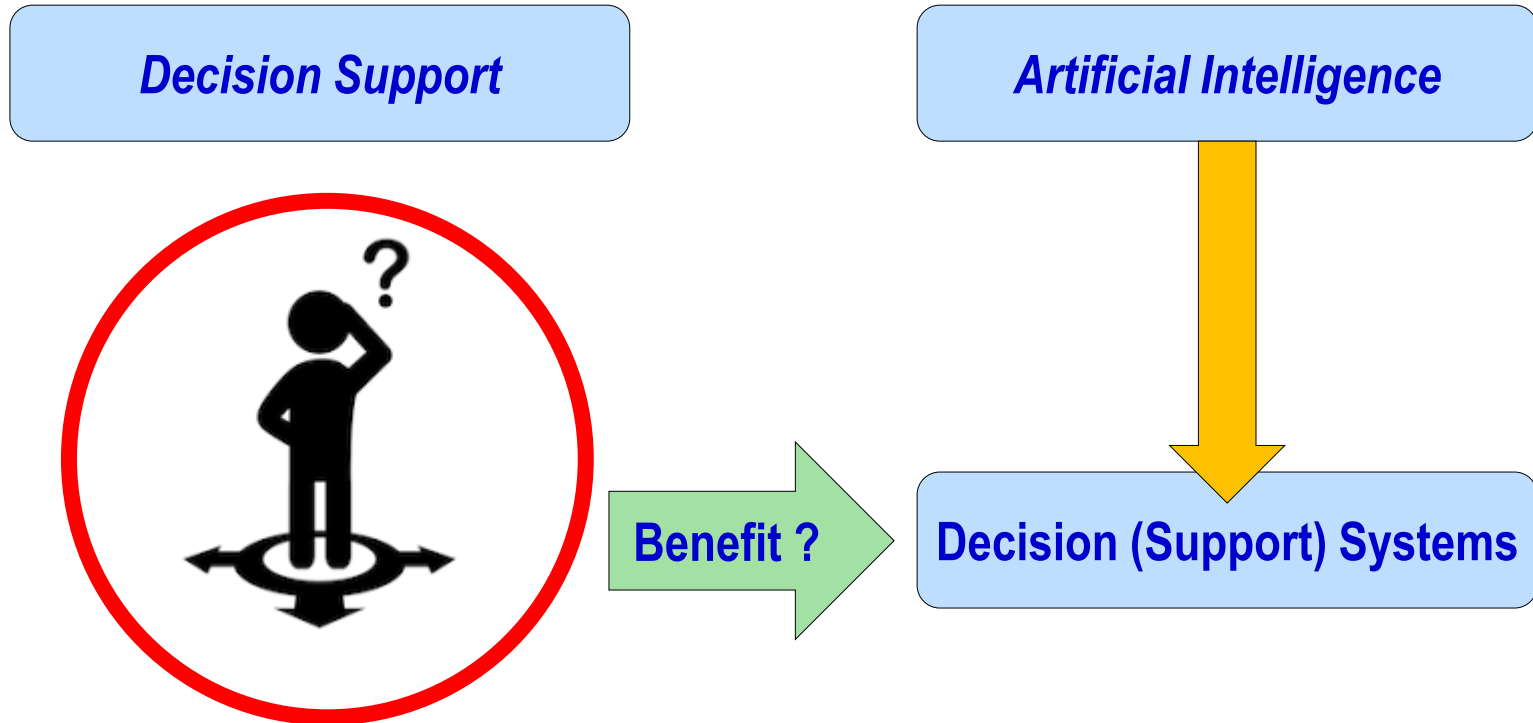 Decision Support
Artificial Intelligence
?
Benefit ?
Decision (Support) Systems